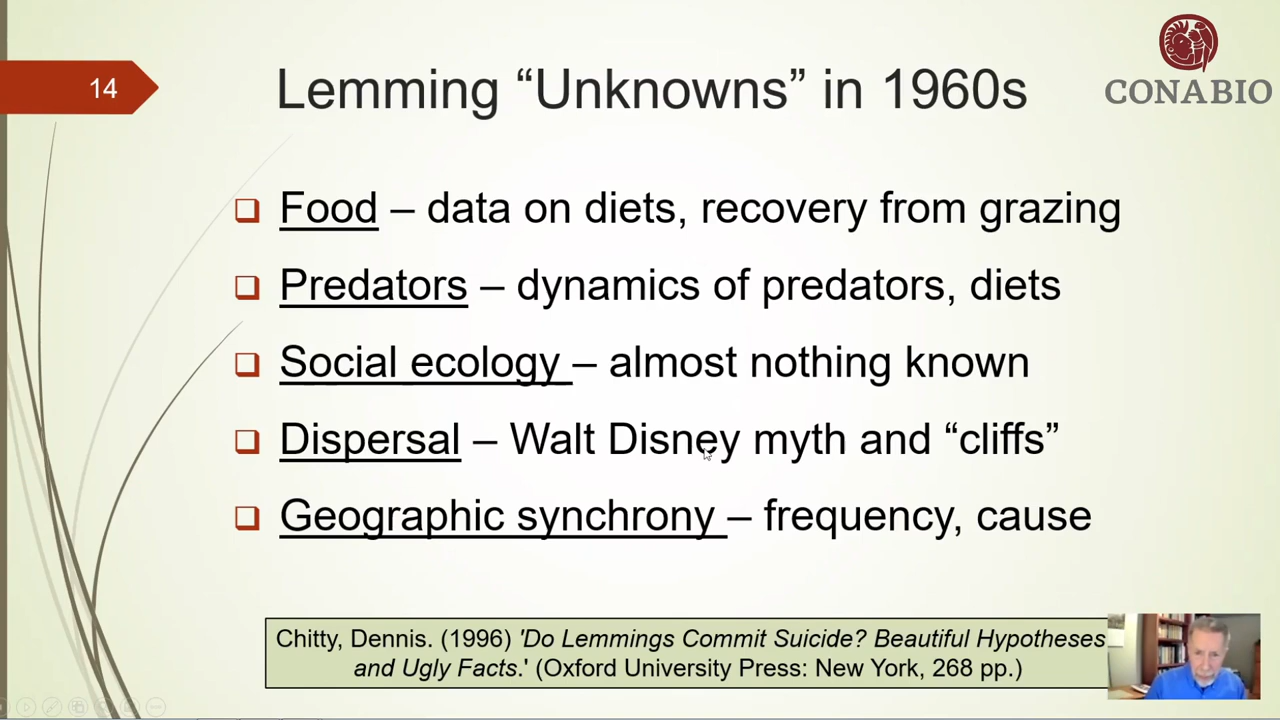 14
Lemming “Unknowns” in 1960s
CONABIO
Food – data on diets, recovery from grazing
Predators – dynamics of predators, diets
Social ecology – almost nothing known
Dispersal – Walt Disney myth and “cliffs”
Geographic synchrony – frequency, cause
Chitty, Dennis. (1996) 'Do Lemmings Commit Suicide? Beautiful Hypotheses
and Ugly Facts.' (Oxford University Press: New York, 268 pp.)